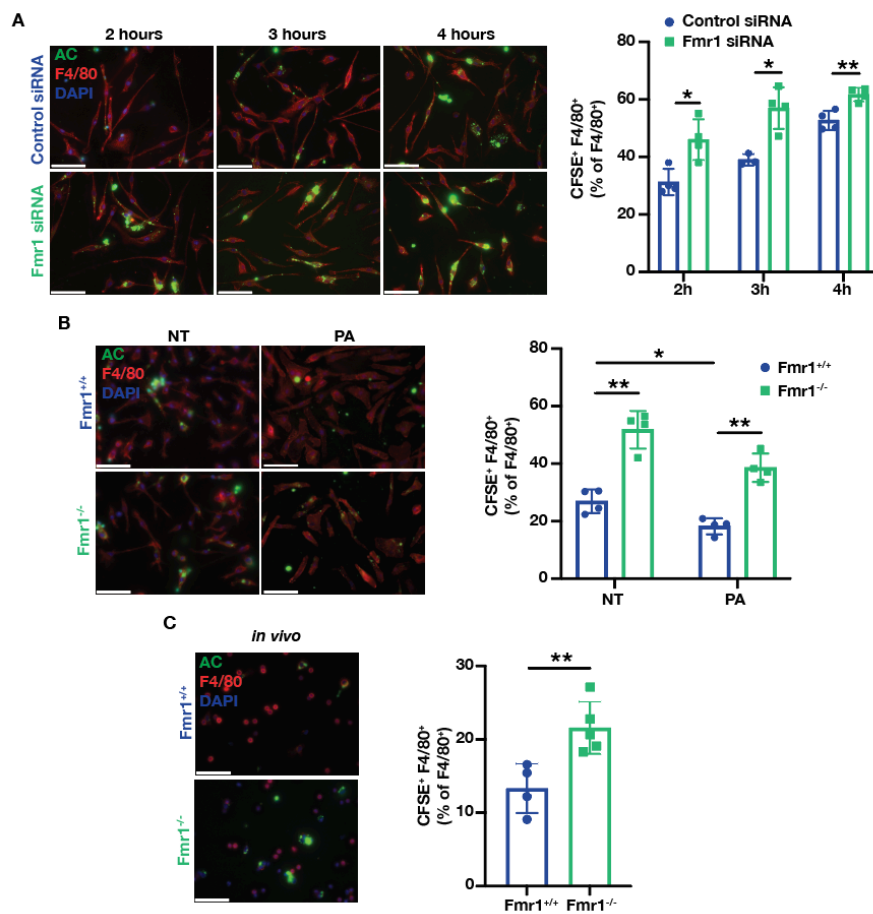 A
2 hours
3 hours
4 hours
AC
F4/80
DAPI
Control siRNA
Fmr1 siRNA
Control siRNA
Fmr1 siRNA
CFSE+ F4/80+
(% of F4/80+)
80
60
40
20
0
*
*
**
2h
3h
4h
B
NT
PA
AC
F4/80
DAPI
Fmr1+/+
Fmr1-/-
Fmr1+/+
Fmr1-/-
CFSE+ F4/80+
(% of F4/80+)
80
60
40
20
0
*
**
**
NT
PA
C
in vivo
AC
F4/80
DAPI
Fmr1+/+
Fmr1-/-
CFSE+ F4/80+
(% of F4/80+)
30
20
10
0
**
Fmr1+/+ Fmr1-/-